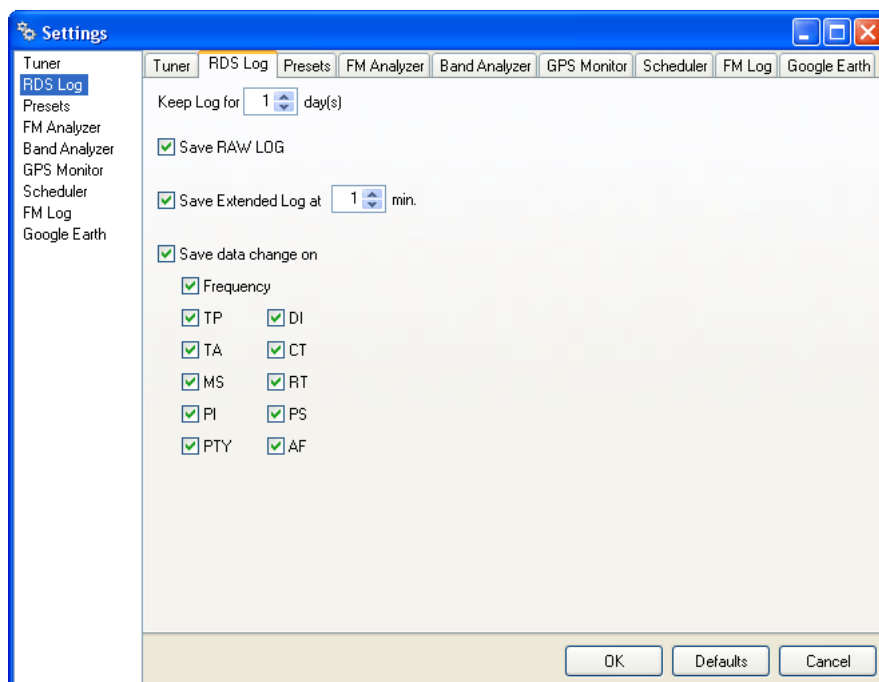 Settings
Tuner
RDS Log
Presets
FM Analyzer
Band Analyzer
GPS Monitor
Scheduler
FM Log
Google Earth
Tuner RDS Log Presets FM Analyzer Band Analyzer GPS Monitor Scheduler FM Log Google Earth
Keep Log for 1 day(s)
Save RAW LOG
Save Extended Log at 1 min.
Save data change on
Frequency
TP DI
TA CT
MS RT
PI PS
PTY AF
OK Defaults Cancel